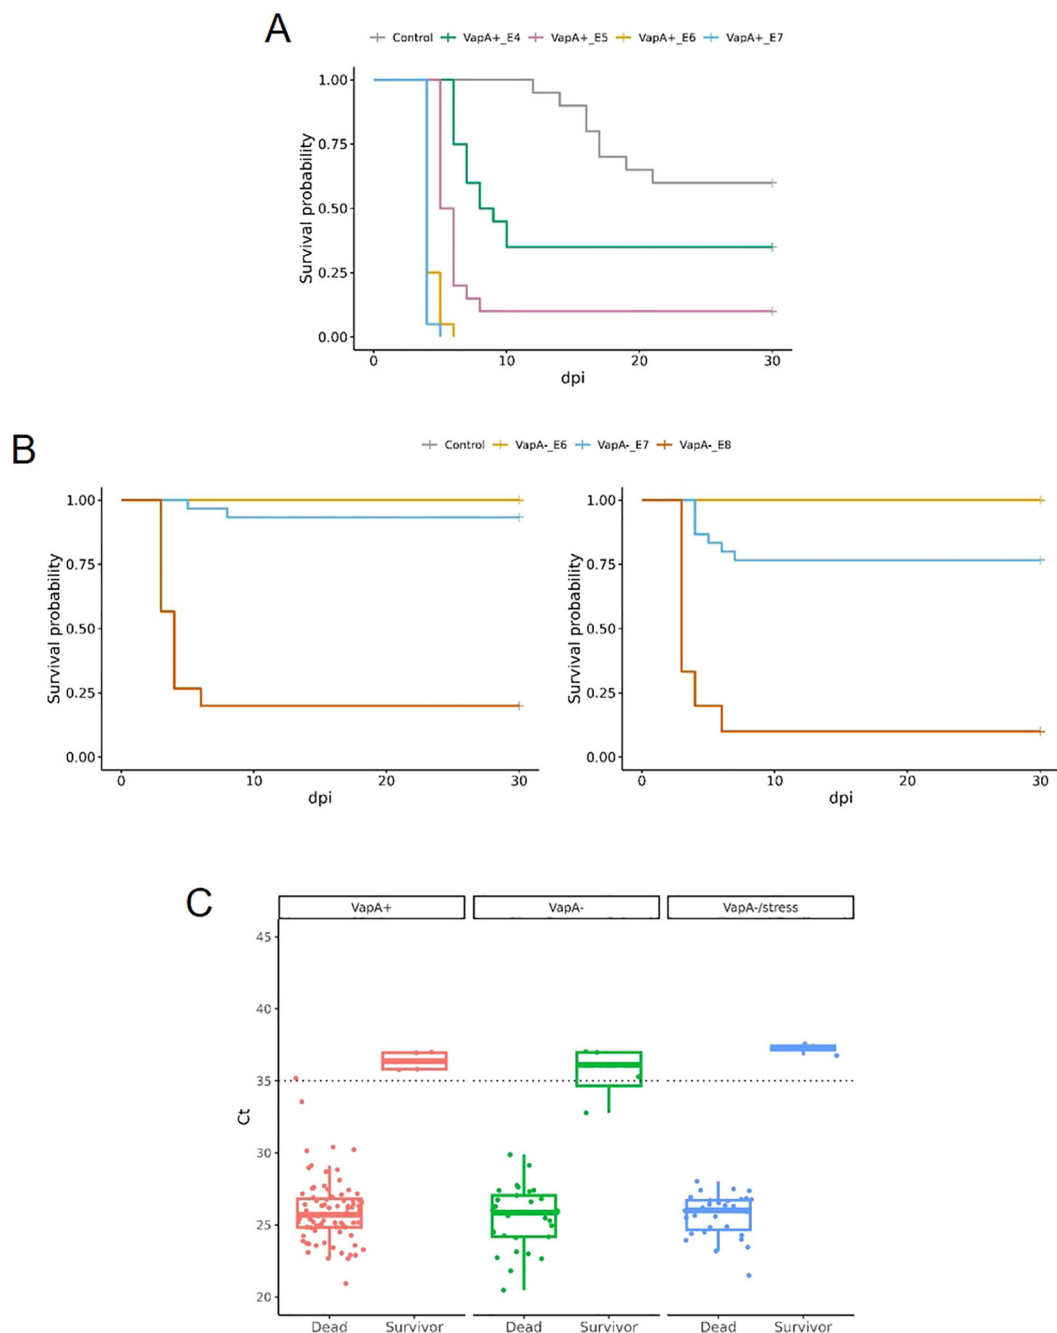 A
Control VapA+_E4 VapA+_E5 VapA+_E6 VapA+_E7
1.00
0.75
0.50
0.25
0.00
Survival probability
0 10 20 30
dpi
B
Control VapA-_E6 VapA-_E7 VapA-_E8
1.00
0.75
0.50
0.25
0.00
Survival probability
0 10 20 30
dpi
1.00
0.75
0.50
0.25
0.00
Survival probability
0 10 20 30
dpi
C
VapA+ VapA- VapA-/stress
45
40
35
30
25
20
Ct
Dead Survivor Dead Survivor Dead Survivor